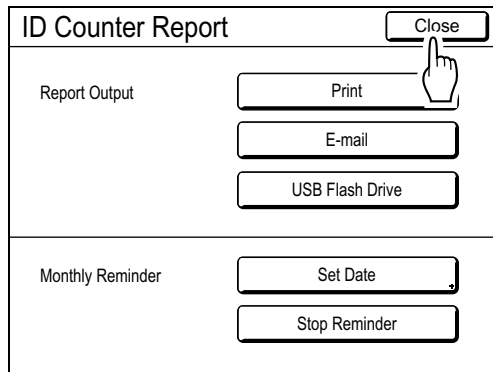 ID Counter Report
Close
Report Output
Print
E-mail
USB Flash Drive
Monthly Reminder
Set Date
Stop Reminder